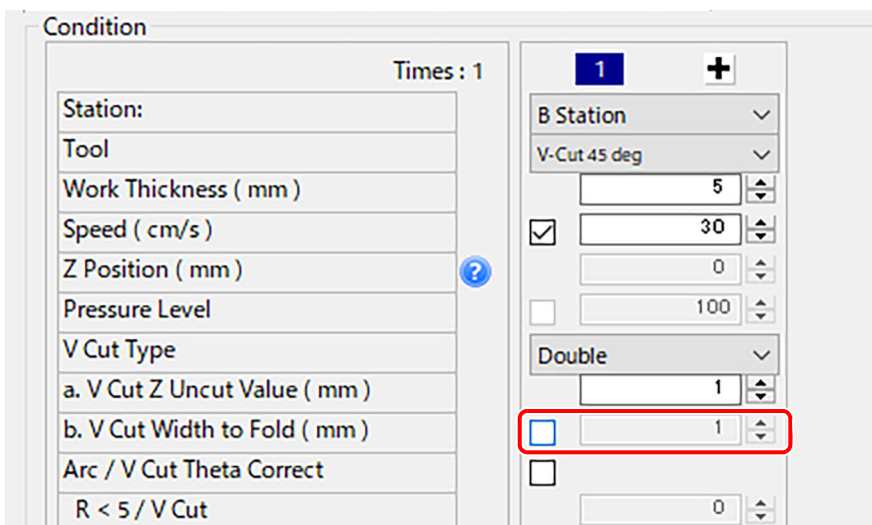 Condition
Times : 1 1 +
Station: B Station
Tool V-Cut 45 deg
Work Thickness ( mm ) 5
Speed ( cm/s ) 30
Z Position ( mm ) ? 0
Pressure Level 100
V Cut Type Double
a. V Cut Z Uncut Value ( mm ) 1
b. V Cut Width to Fold ( mm ) 1
Arc / V Cut Theta Correct
R < 5 / V Cut 0